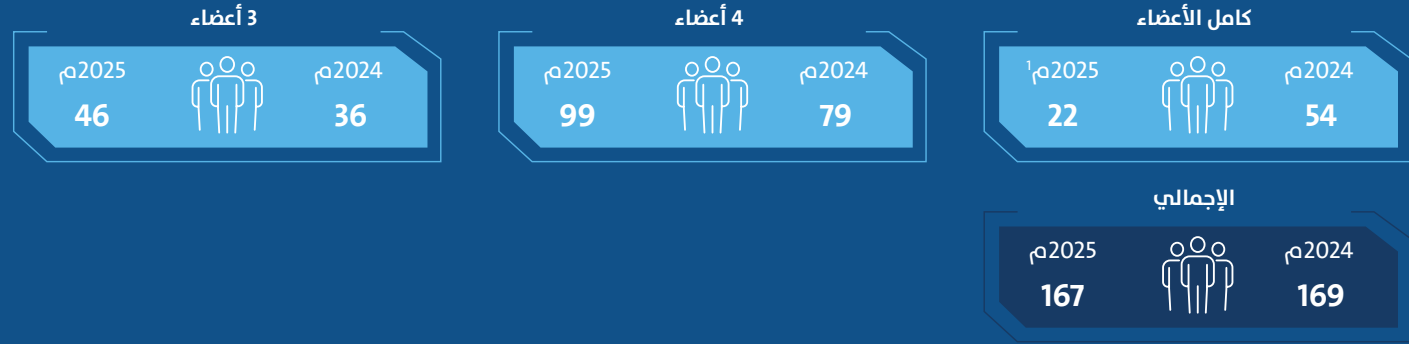 كامل الأعضاء
2024م
54
2025م¹
22
4 أعضاء
2024م
79
2025م
99
3 أعضاء
2024م
36
2025م
46
الإجمالي
2024م
169
2025م
167